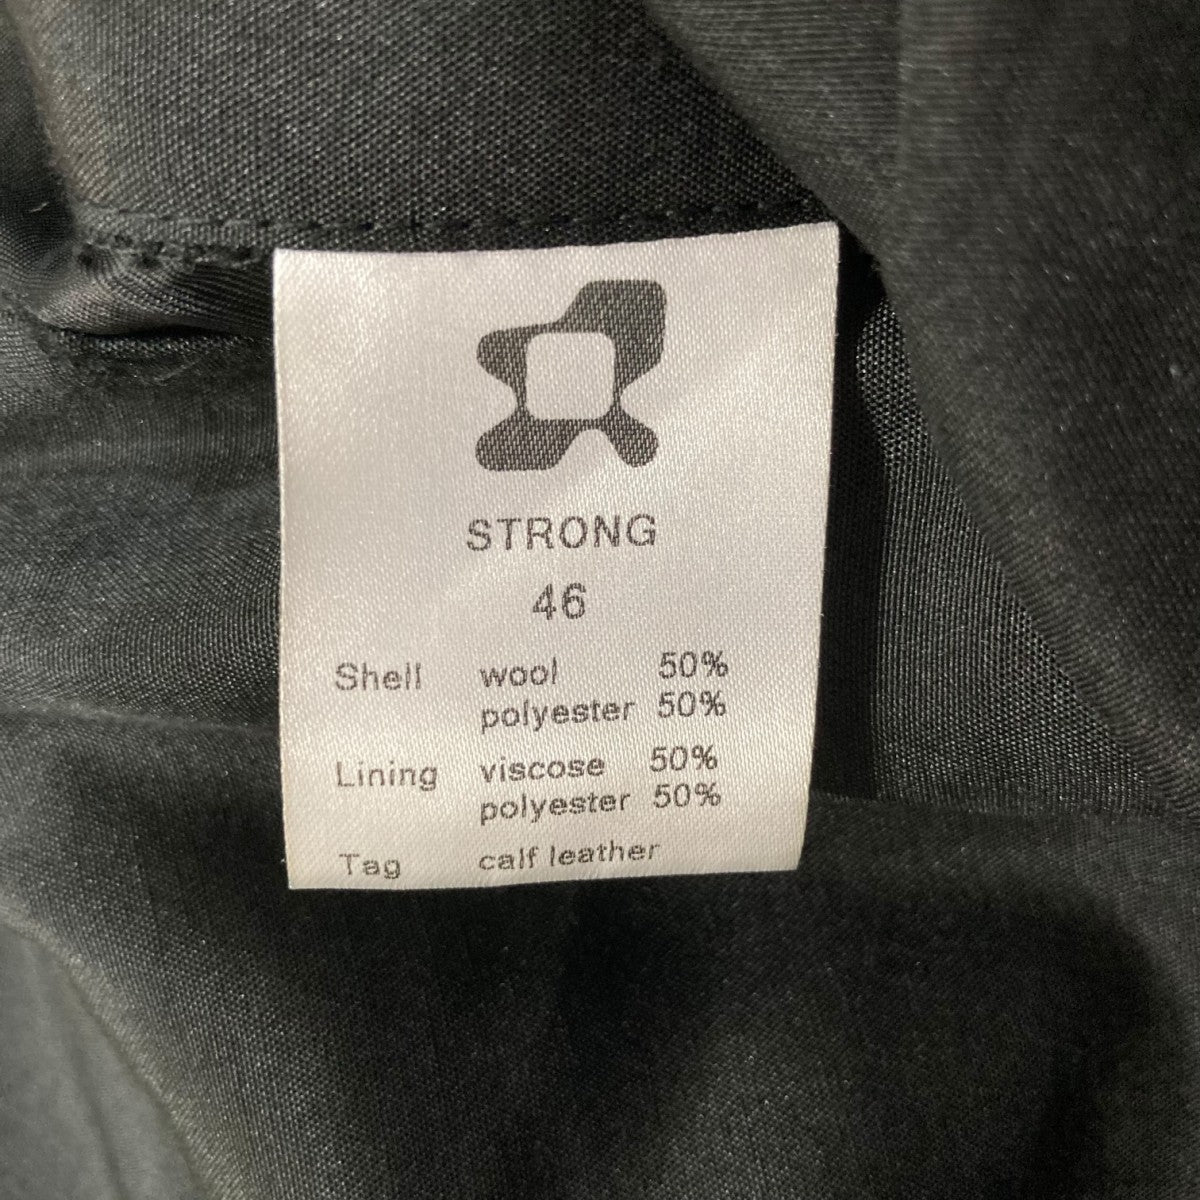 STRONG
46
Shell wool 50%
polyester 50%
Lining viscose 50%
polyester 50%
Tag calf leather